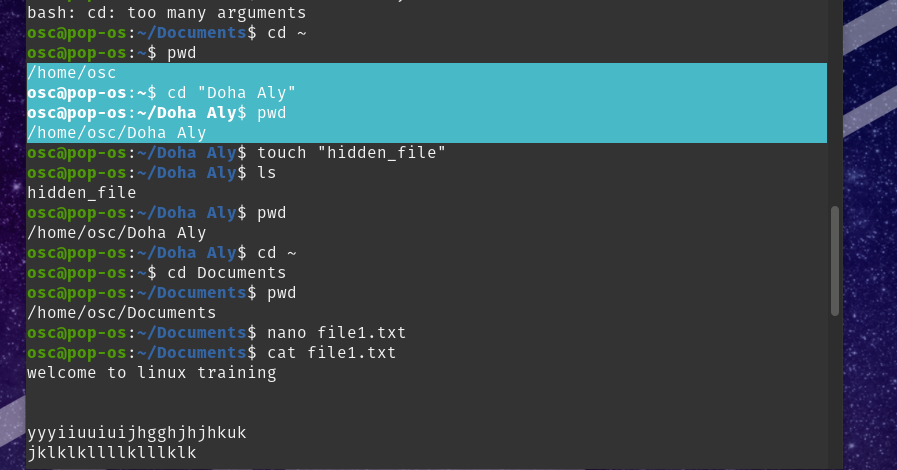 bash: cd: too many arguments
osc@pop-os:~/Documents$ cd ~
osc@pop-os:~$ pwd
/home/osc
osc@pop-os:~$ cd "Doha Aly"
osc@pop-os:~/Doha Aly$ pwd
/home/osc/Doha Aly
osc@pop-os:~/Doha Aly$ touch "hidden_file"
osc@pop-os:~/Doha Aly$ ls
hidden_file
osc@pop-os:~/Doha Aly$ pwd
/home/osc/Doha Aly
osc@pop-os:~/Doha Aly$ cd ~
osc@pop-os:~$ cd Documents
osc@pop-os:~/Documents$ pwd
/home/osc/Documents
osc@pop-os:~/Documents$ nano file1.txt
osc@pop-os:~/Documents$ cat file1.txt
welcome to linux training
yyyiiuuiuijhgghjhjhkuk
jklklkllllklllklk